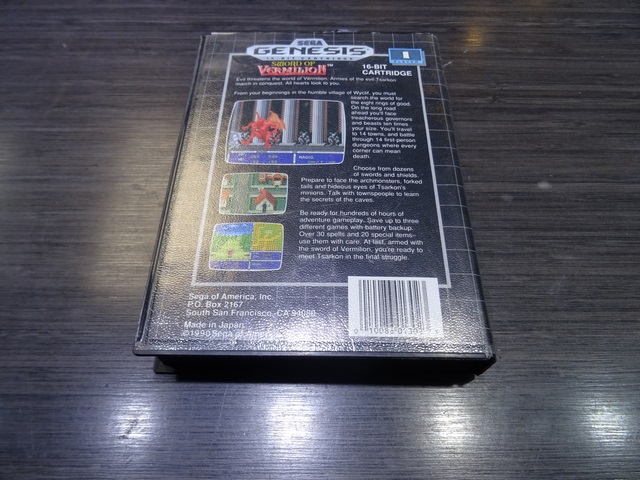 SEGA
GENESIS
16-BIT CARTRIDGE
SWORD OF
VERMILION™
16-BIT
CARTRIDGE
Evil threatens the world of Vermilion. Armies of the evil Tsarkon
march in conquest. All hearts look to you.
From your beginnings in the humble village of Wyclif, you must
search the world for
the eight rings of good.
On the long road
ahead you'll face
treacherous governors
and beasts ten times
your size. You'll travel
to 14 towns, and battle
through 14 first-person
dungeons where every
corner can mean
death.
Choose from dozens
of swords and shields.
Prepare to face the archmonsters, forked
tails and hideous eyes of Tsarkon's
minions. Talk with townspeople to learn
the secrets of the caves.
Be ready for hundreds of hours of
adventure gameplay. Save up to three
different games with battery backup.
Over 30 spells and 20 special items–
use them with care. At last, armed with
the sword of Vermilion, you're ready to
meet Tsarkon in the final struggle.
Sega of America, Inc.
P.O. Box 2167
South San Francisco, CA 94080
Made in Japan
©1990 Sega of America